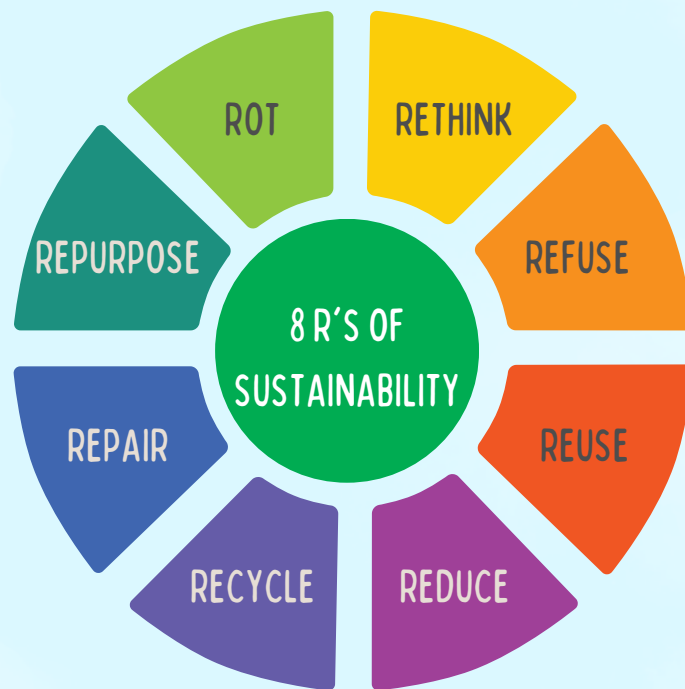 ROT
RETHINK
REPURPOSE
REFUSE
8 R'S OF
SUSTAINABILITY
REPAIR
REUSE
RECYCLE
REDUCE